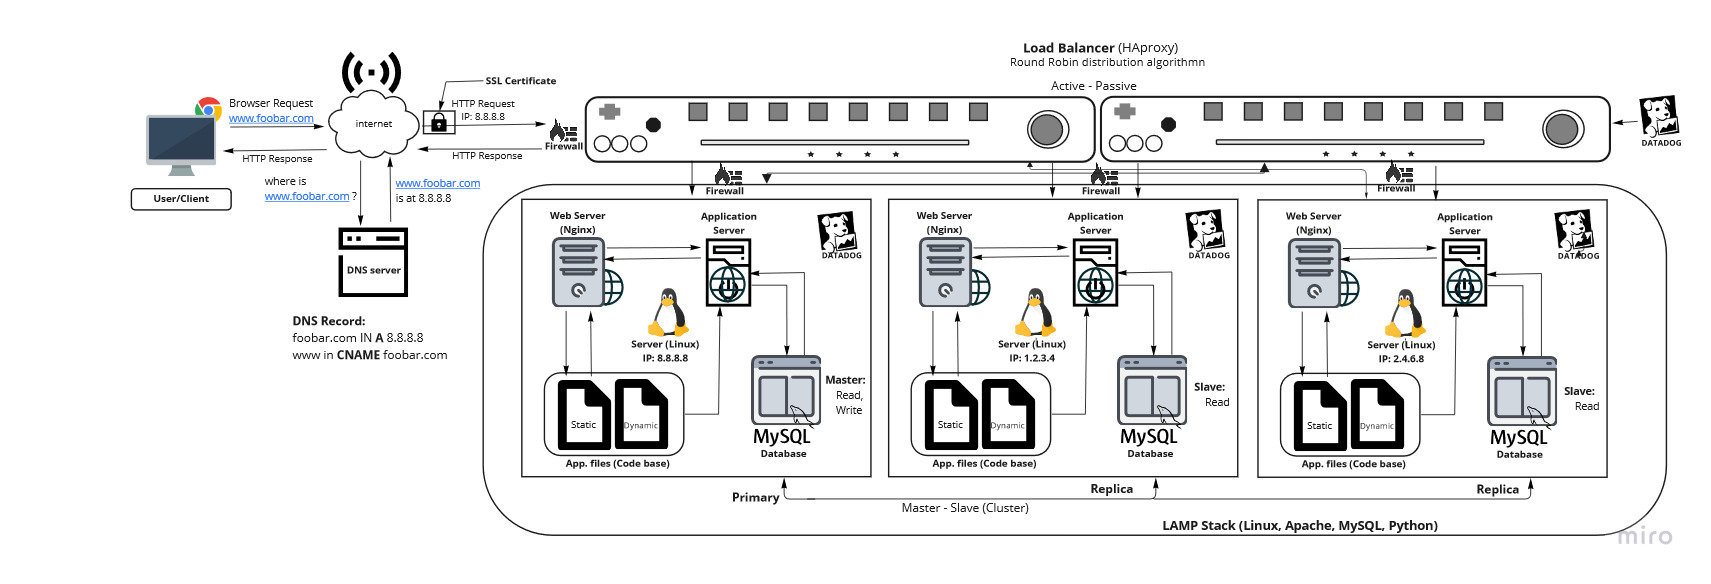 Load Balancer (HAproxy)
Round Robin distribution algorithmn
Active - Passive
SSL Certificate
Browser Request
www.foobar.com
HTTP Request
IP: 8.8.8.8
internet
Firewall
HTTP Response
HTTP Response
DATADOG
User/Client
where is
www.foobar.com ?
www.foobar.com
is at 8.8.8.8
DNS server
DNS Record:
foobar.com IN A 8.8.8.8
www in CNAME foobar.com
Firewall
Firewall
Firewall
Web Server
(Nginx)
Application
Server
DATADOG
Server (Linux)
IP: 8.8.8.8
Static
Dynamic
App. files (Code base)
Master:
Read,
Write
MySQL
Database
Web Server
(Nginx)
Application
Server
DATADOG
Server (Linux)
IP: 1.2.3.4
Static
Dynamic
App. files (Code base)
Slave:
Read
MySQL
Database
Web Server
(Nginx)
Application
Server
DATADOG
Server (Linux)
IP: 2.4.6.8
Static
Dynamic
App. files (Code base)
Slave:
Read
MySQL
Database
Primary
Replica
Replica
Master - Slave (Cluster)
LAMP Stack (Linux, Apache, MySQL, Python)
miro